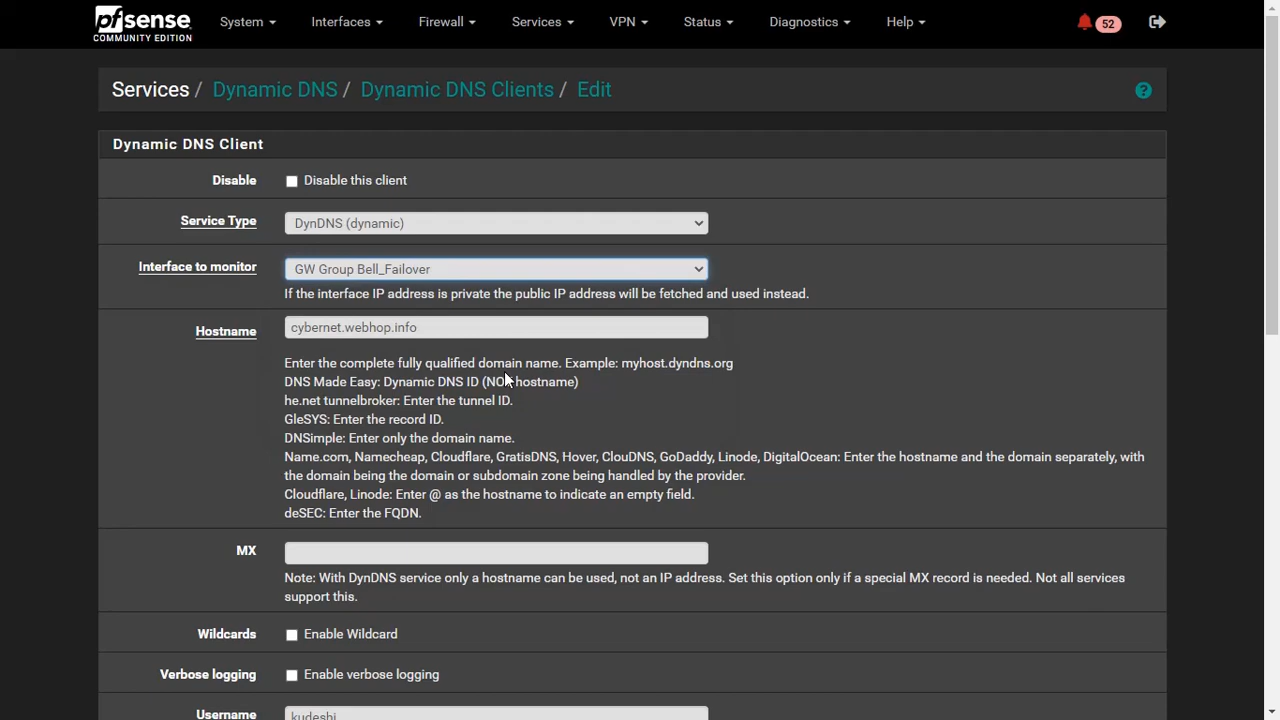 pfsense
COMMUNITY EDITION
System
Interfaces
Firewall
Services
VPN
Status
Diagnostics
Help
52
Services / Dynamic DNS / Dynamic DNS Clients / Edit
?
Dynamic DNS Client
Disable
Disable this client
Service Type
DynDNS (dynamic)
Interface to monitor
GW Group Bell_Failover
If the interface IP address is private the public IP address will be fetched and used instead.
Hostname
cybernet.webhop.info
Enter the complete fully qualified domain name. Example: myhost.dyndns.org
DNS Made Easy: Dynamic DNS ID (NOT hostname)
he.net tunnelbroker: Enter the tunnel ID.
GleSYS: Enter the record ID.
DNSimple: Enter only the domain name.
Name.com, Namecheap, Cloudflare, GratisDNS, Hover, ClouDNS, GoDaddy, Linode, DigitalOcean: Enter the hostname and the domain separately, with
the domain being the domain or subdomain zone being handled by the provider.
Cloudflare, Linode: Enter @ as the hostname to indicate an empty field.
deSEC: Enter the FQDN.
MX
Note: With DynDNS service only a hostname can be used, not an IP address. Set this option only if a special MX record is needed. Not all services
support this.
Wildcards
Enable Wildcard
Verbose logging
Enable verbose logging
Username
kudeshi